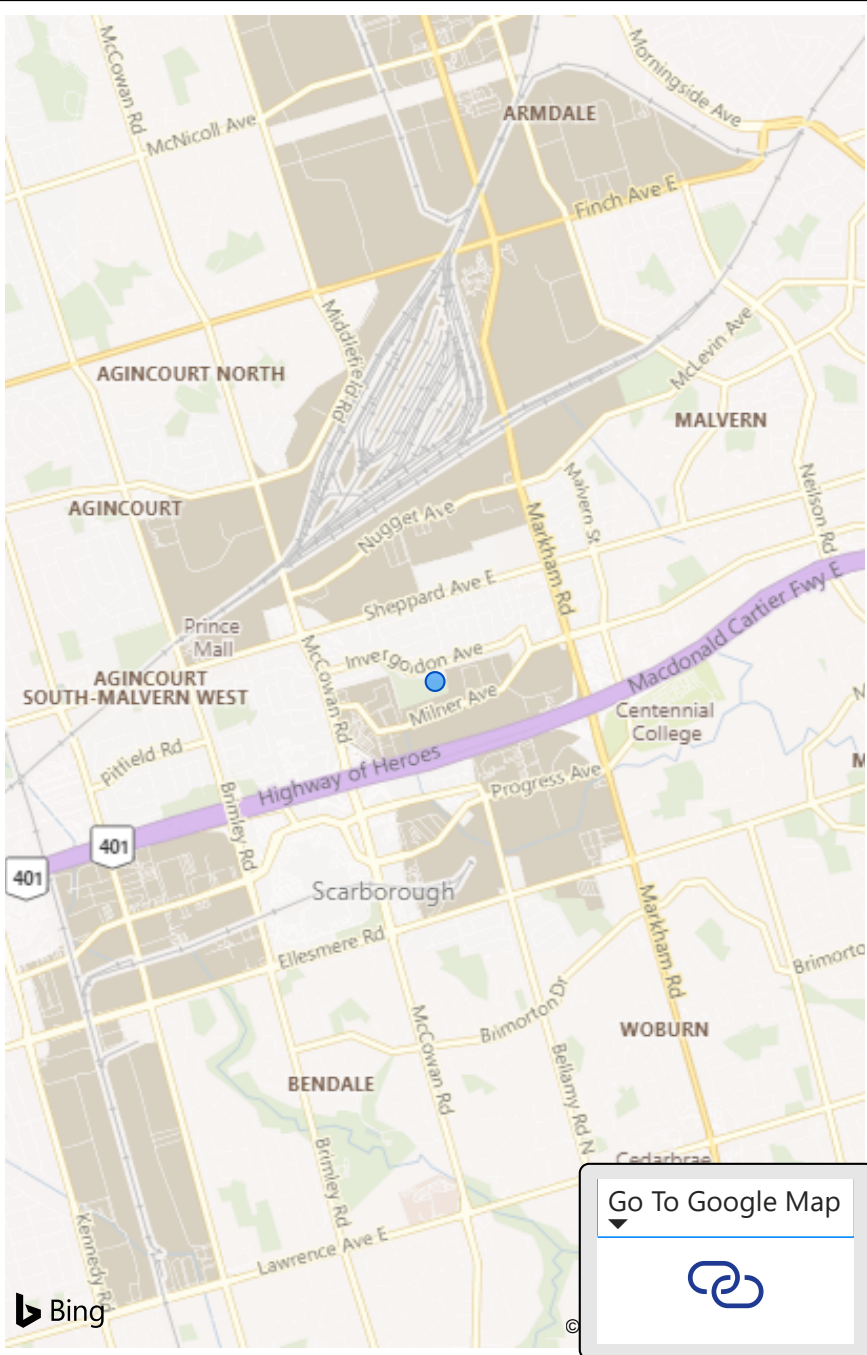 McCowan Rd
Morningside Ave
ARMDALE
McNicoll Ave
Finch Ave E
Middlefield Rd
McLevin Ave
AGINCOURT NORTH
MALVERN
Neilson Rd
Malvern St
AGINCOURT
Nugget Ave
Markham Rd
Sheppard Ave E
Prince
Mall
Macdonald Cartier Fwy E
McCowan Rd
Invergordon Ave
AGINCOURT
SOUTH-MALVERN WEST
Milner Ave
Centennial
College
M
Pitfield Rd
Highway of Heroes
M
Progress Ave
Brimley Rd
401
401
Scarborough
Markham Rd
Ellesmere Rd
Brimorto
Brimorton Dr
McCowan Rd
WOBURN
Bellamy Rd N
BENDALE
Brimley Rd
Cedarbrae
Go To Google Map
Kennedy Rd
Lawrence Ave E
Bing
©